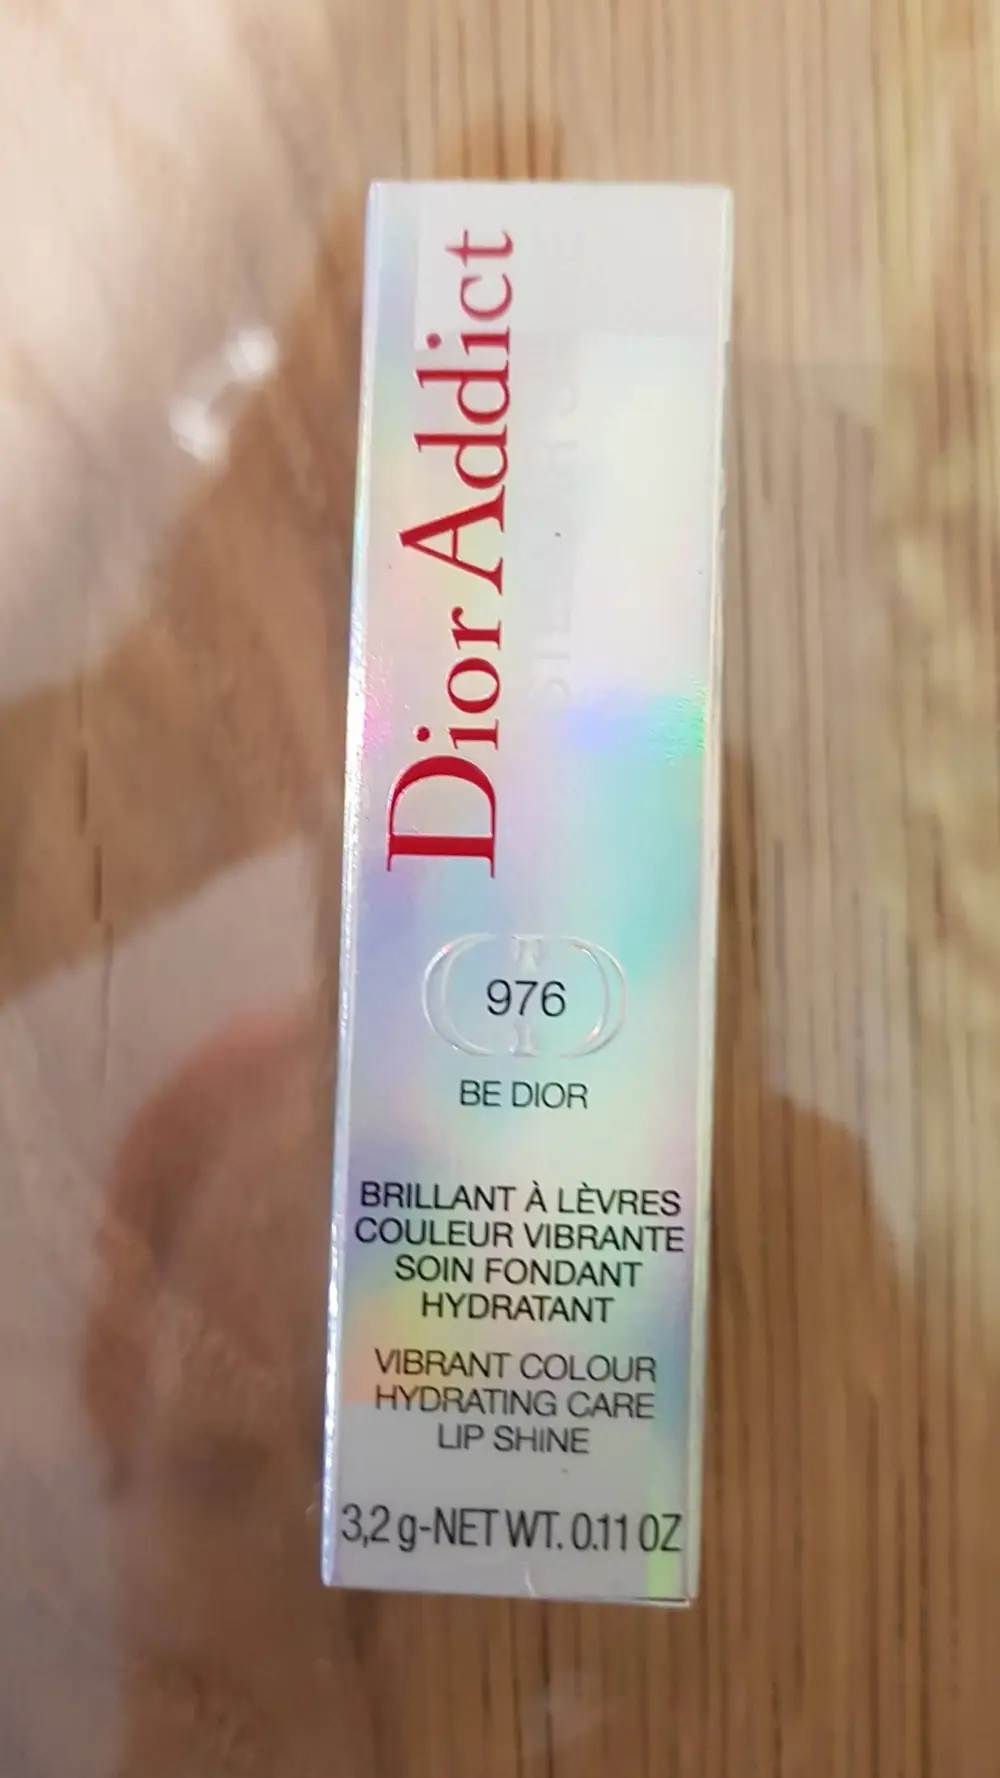 Dior Addict
976
BE DIOR
BRILLANT À LÈVRES
COULEUR VIBRANTE
SOIN FONDANT
HYDRATANT
VIBRANT COLOUR
HYDRATING CARE
LIP SHINE
3,2 g-NET WT. 0.11 OZ